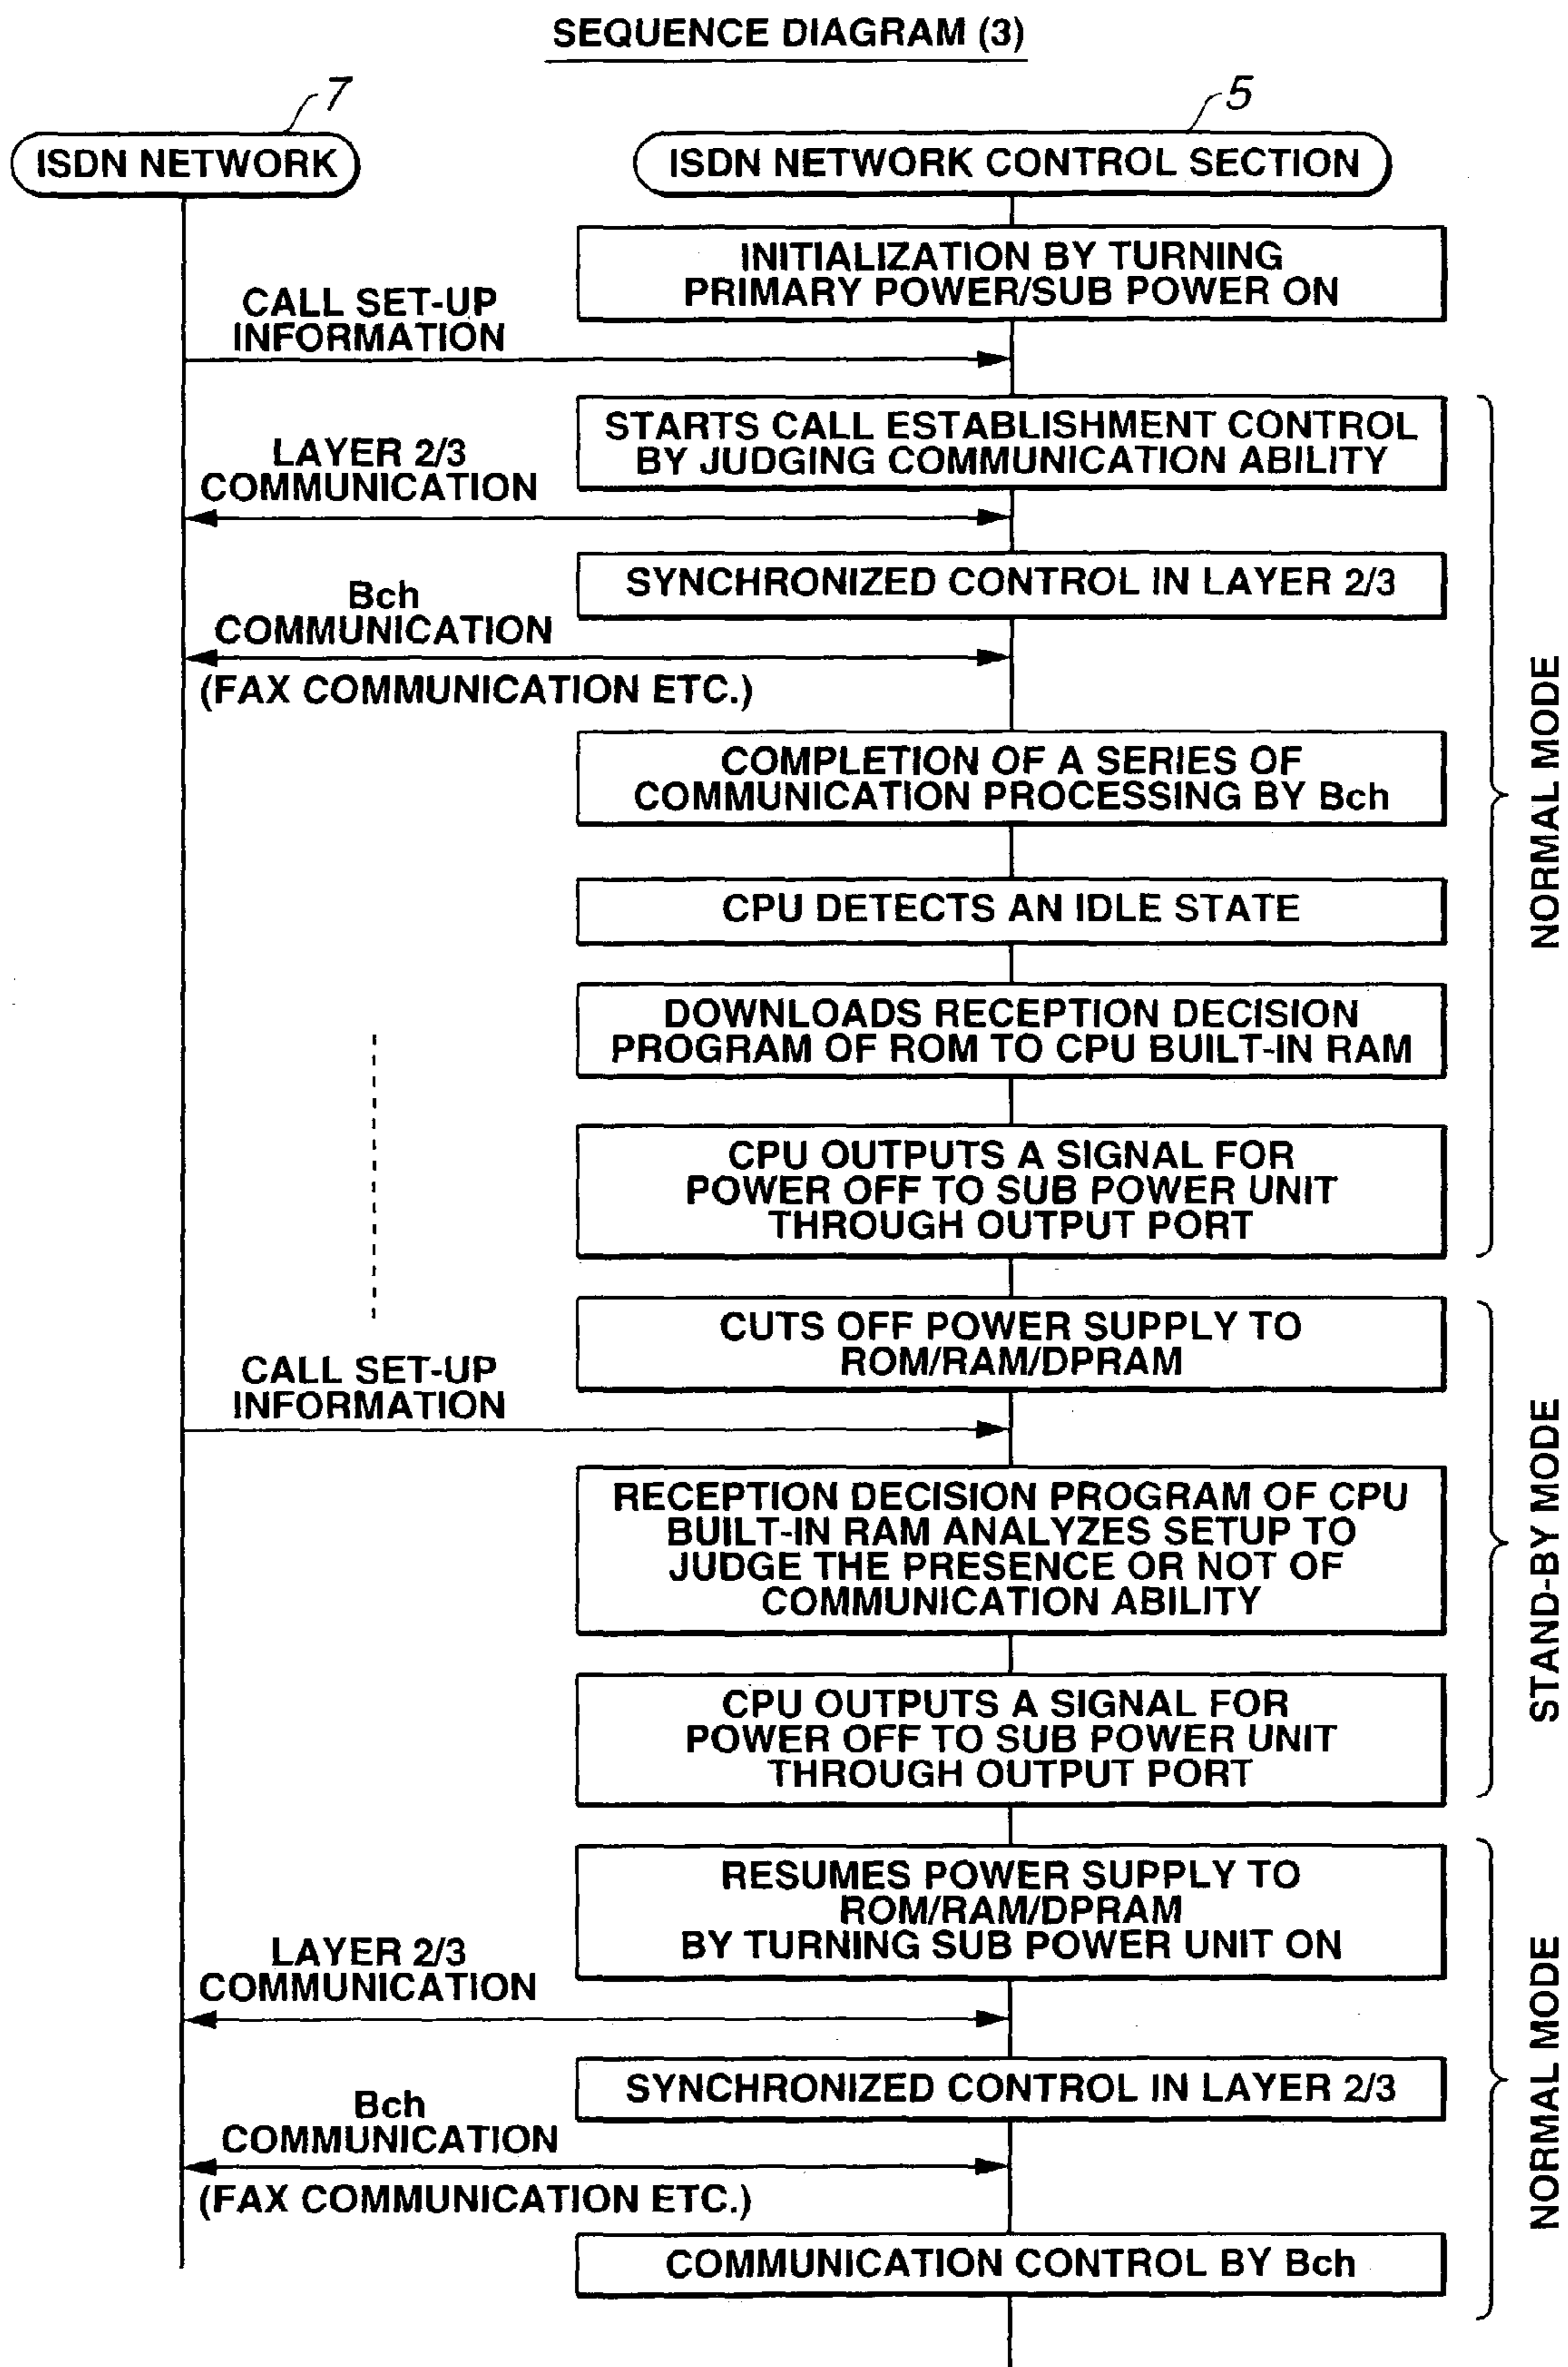 SEQUENCE DIAGRAM (3)
7
5
ISDN NETWORK
ISDN NETWORK CONTROL SECTION
INITIALIZATION BY TURNING
PRIMARY POWER/SUB POWER ON
CALL SET-UP
INFORMATION
STARTS CALL ESTABLISHMENT CONTROL
BY JUDGING COMMUNICATION ABILITY
LAYER 2/3
COMMUNICATION
SYNCHRONIZED CONTROL IN LAYER 2/3
Bch
COMMUNICATION
(FAX COMMUNICATION ETC.)
COMPLETION OF A SERIES OF
COMMUNICATION PROCESSING BY Bch
CPU DETECTS AN IDLE STATE
DOWNLOADS RECEPTION DECISION
PROGRAM OF ROM TO CPU BUILT-IN RAM
CPU OUTPUTS A SIGNAL FOR
POWER OFF TO SUB POWER UNIT
THROUGH OUTPUT PORT
NORMAL MODE
CUTS OFF POWER SUPPLY TO
ROM/RAM/DPRAM
CALL SET-UP
INFORMATION
RECEPTION DECISION PROGRAM OF CPU
BUILT-IN RAM ANALYZES SETUP TO
JUDGE THE PRESENCE OR NOT OF
COMMUNICATION ABILITY
CPU OUTPUTS A SIGNAL FOR
POWER OFF TO SUB POWER UNIT
THROUGH OUTPUT PORT
STAND-BY MODE
RESUMES POWER SUPPLY TO
ROM/RAM/DPRAM
BY TURNING SUB POWER UNIT ON
LAYER 2/3
COMMUNICATION
SYNCHRONIZED CONTROL IN LAYER 2/3
Bch
COMMUNICATION
(FAX COMMUNICATION ETC.)
COMMUNICATION CONTROL BY Bch
NORMAL MODE